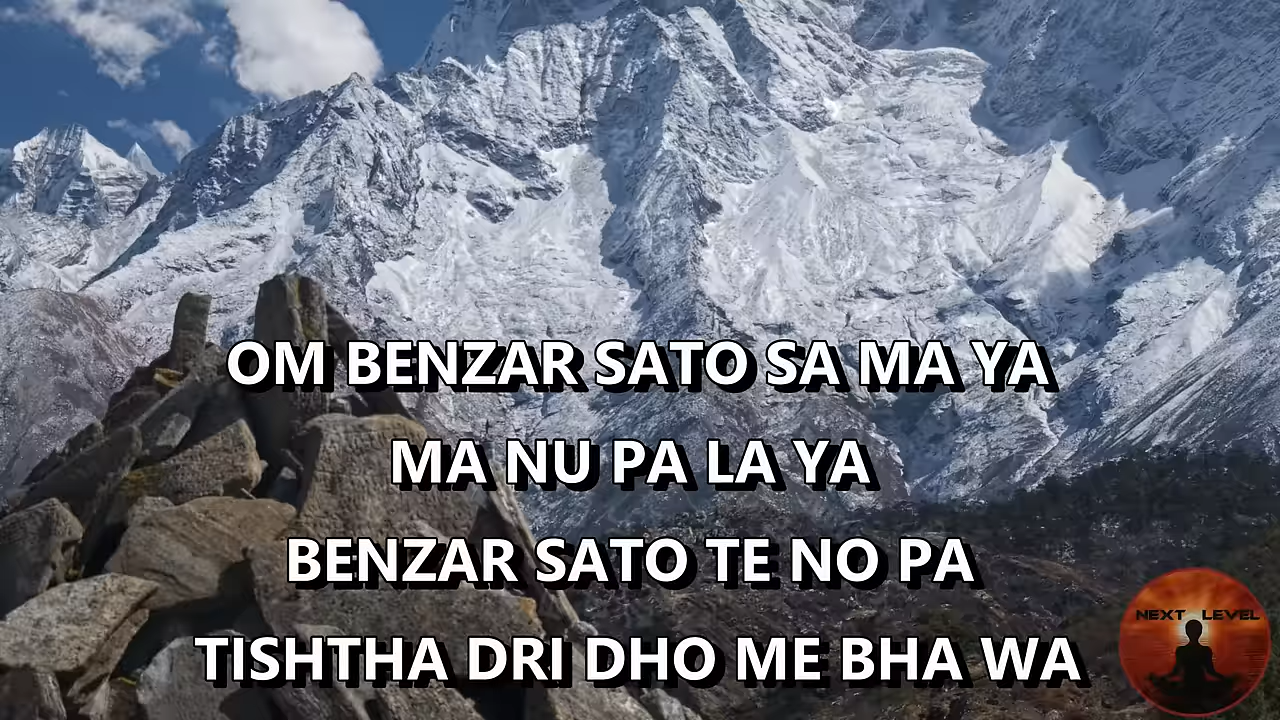 OM BENZAR SATO SA MA YA
MA NU PA LA YA
BENZAR SATO TE NO PA
TISHTHA DRI DHO ME BHA WA
NEXT LEVEL